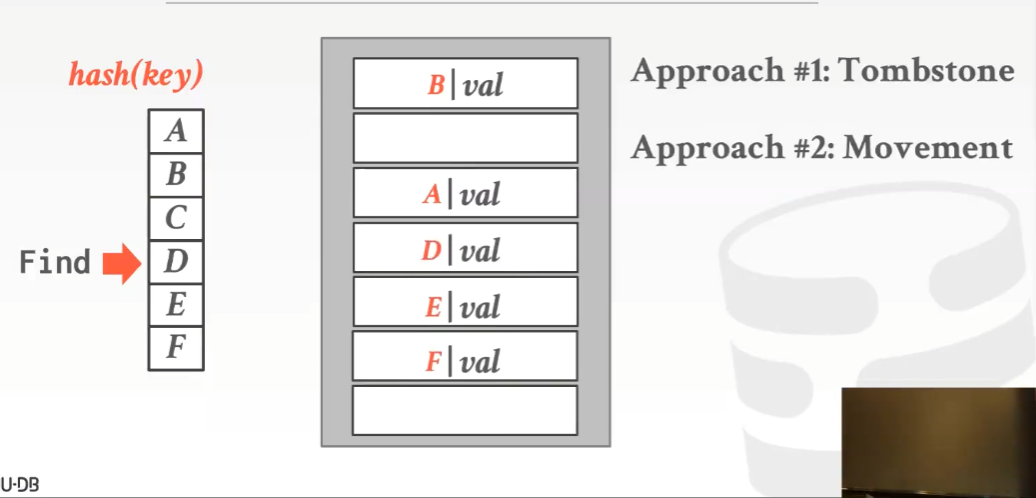 hash(key)
A
B
C
D
E
F
Find
B|val
A|val
D|val
E|val
F|val
Approach #1: Tombstone
Approach #2: Movement
U·DB